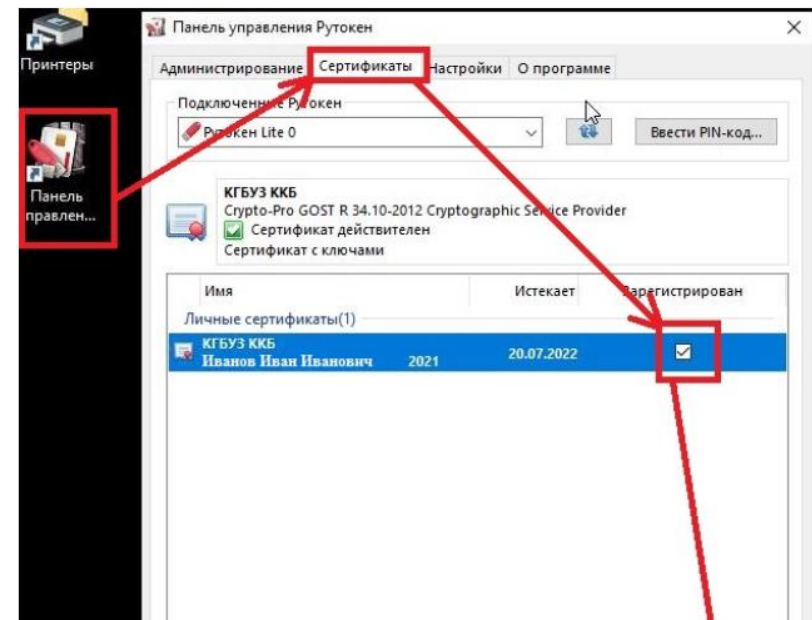 Принтеры
Панель
правлен...
Панель управления Рутокен
Администрирование Сертификаты Настройки О программе
Подключенные Рутокен
Рутокен Lite 0
Ввести PIN-код...
КГБУЗ ККБ
Crypto-Pro GOST R 34.10-2012 Cryptographic Service Provider
Сертификат действителен
Сертификат с ключами
Имя Истекает Зарегистрирован
Личные сертификаты(1)
КГБУЗ ККБ
Иванов Иван Иванович 2021 20.07.2022